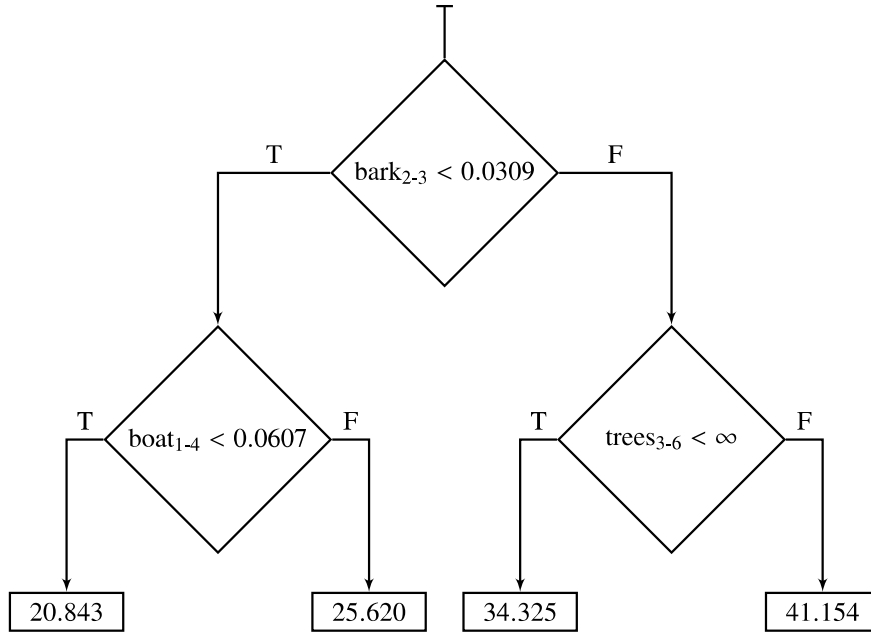 T
F
bark₂₋₃ < 0.0309
T
F
T
F
boat₁₋₄ < 0.0607
trees₃₋₆ < ∞
20.843
25.620
34.325
41.154